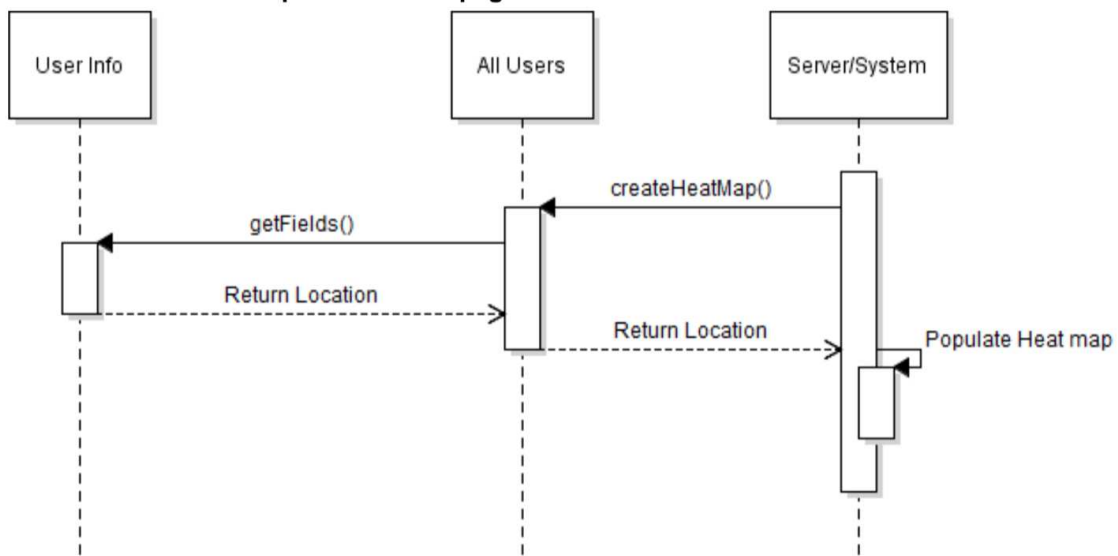 User Info
All Users
Server/System
createHeatMap()
getFields()
Return Location
Return Location
Populate Heat map